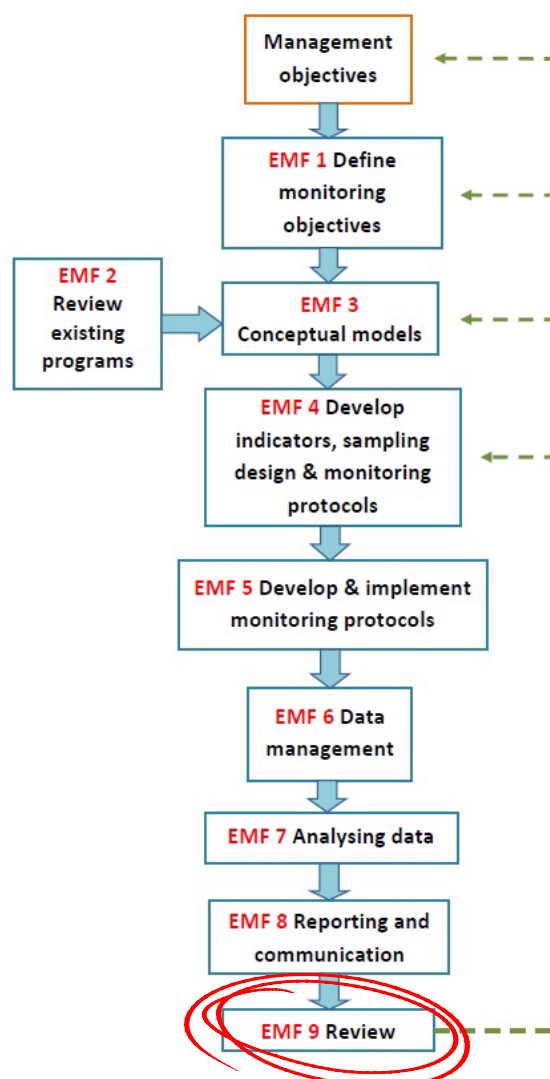 Management
objectives
EMF 1 Define
monitoring
objectives
EMF 2
Review
existing
programs
EMF 3
Conceptual models
EMF 4 Develop
indicators, sampling
design & monitoring
protocols
EMF 5 Develop & implement
monitoring protocols
EMF 6 Data
management
EMF 7 Analysing data
EMF 8 Reporting and
communication
EMF 9 Review